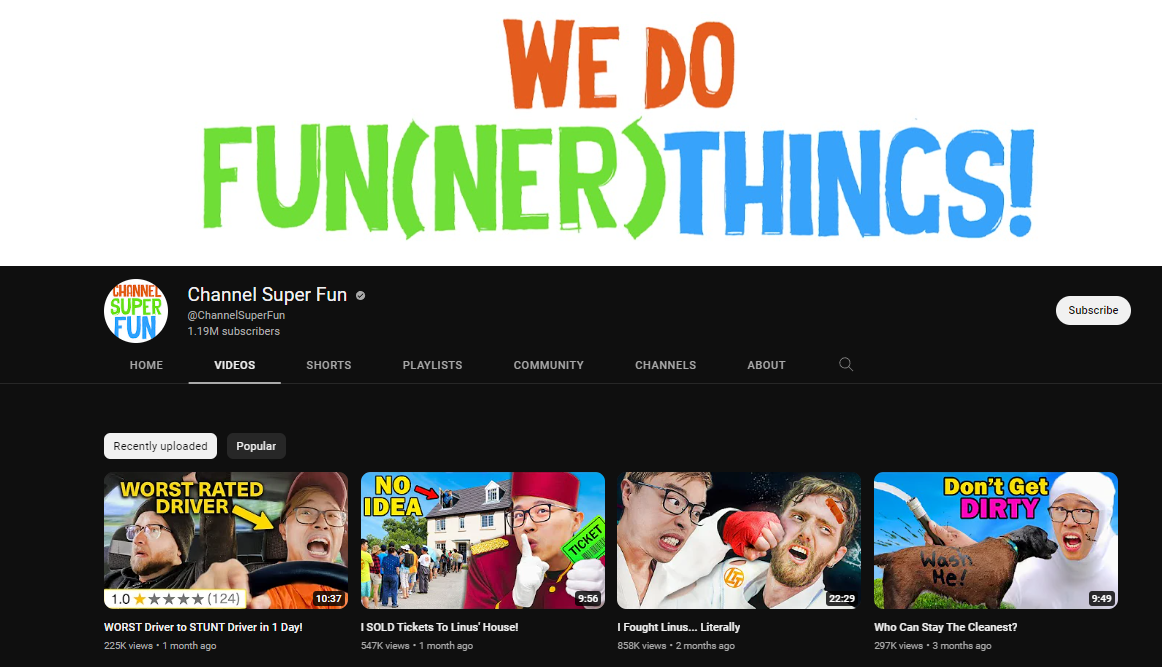 WE DO
FUN(NER)THINGS!
CHANNEL
SUPER
FUN
Channel Super Fun
@ChannelSuperFun
1.19M subscribers
Subscribe
HOME VIDEOS SHORTS PLAYLISTS COMMUNITY CHANNELS ABOUT
Recently uploaded Popular
WORST RATED
DRIVER
1.0 (124)
10:37
NO
IDEA
TICKET
9:56
22:29
Don't Get
DIRTY
Wash
Me!
9:49
WORST Driver to STUNT Driver in 1 Day!
225K views • 1 month ago
I SOLD Tickets To Linus' House!
547K views • 1 month ago
I Fought Linus... Literally
858K views • 2 months ago
Who Can Stay The Cleanest?
297K views • 3 months ago